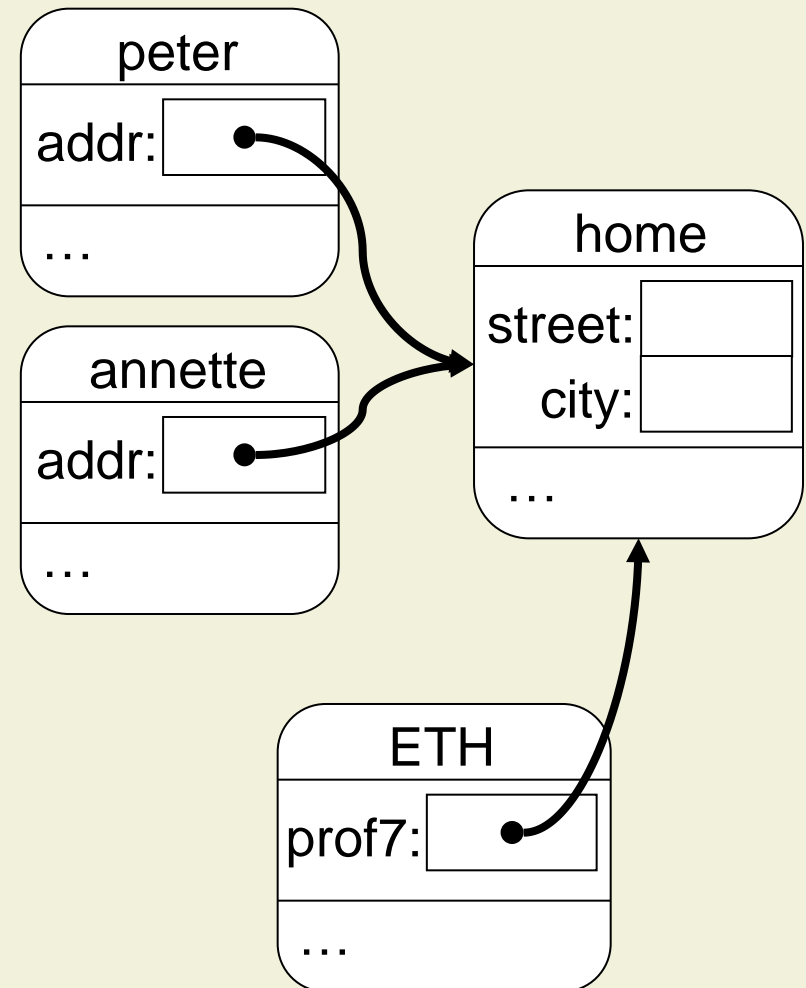 peter
addr:
…
annette
addr:
…
home
street:
city:
…
ETH
prof7:
…